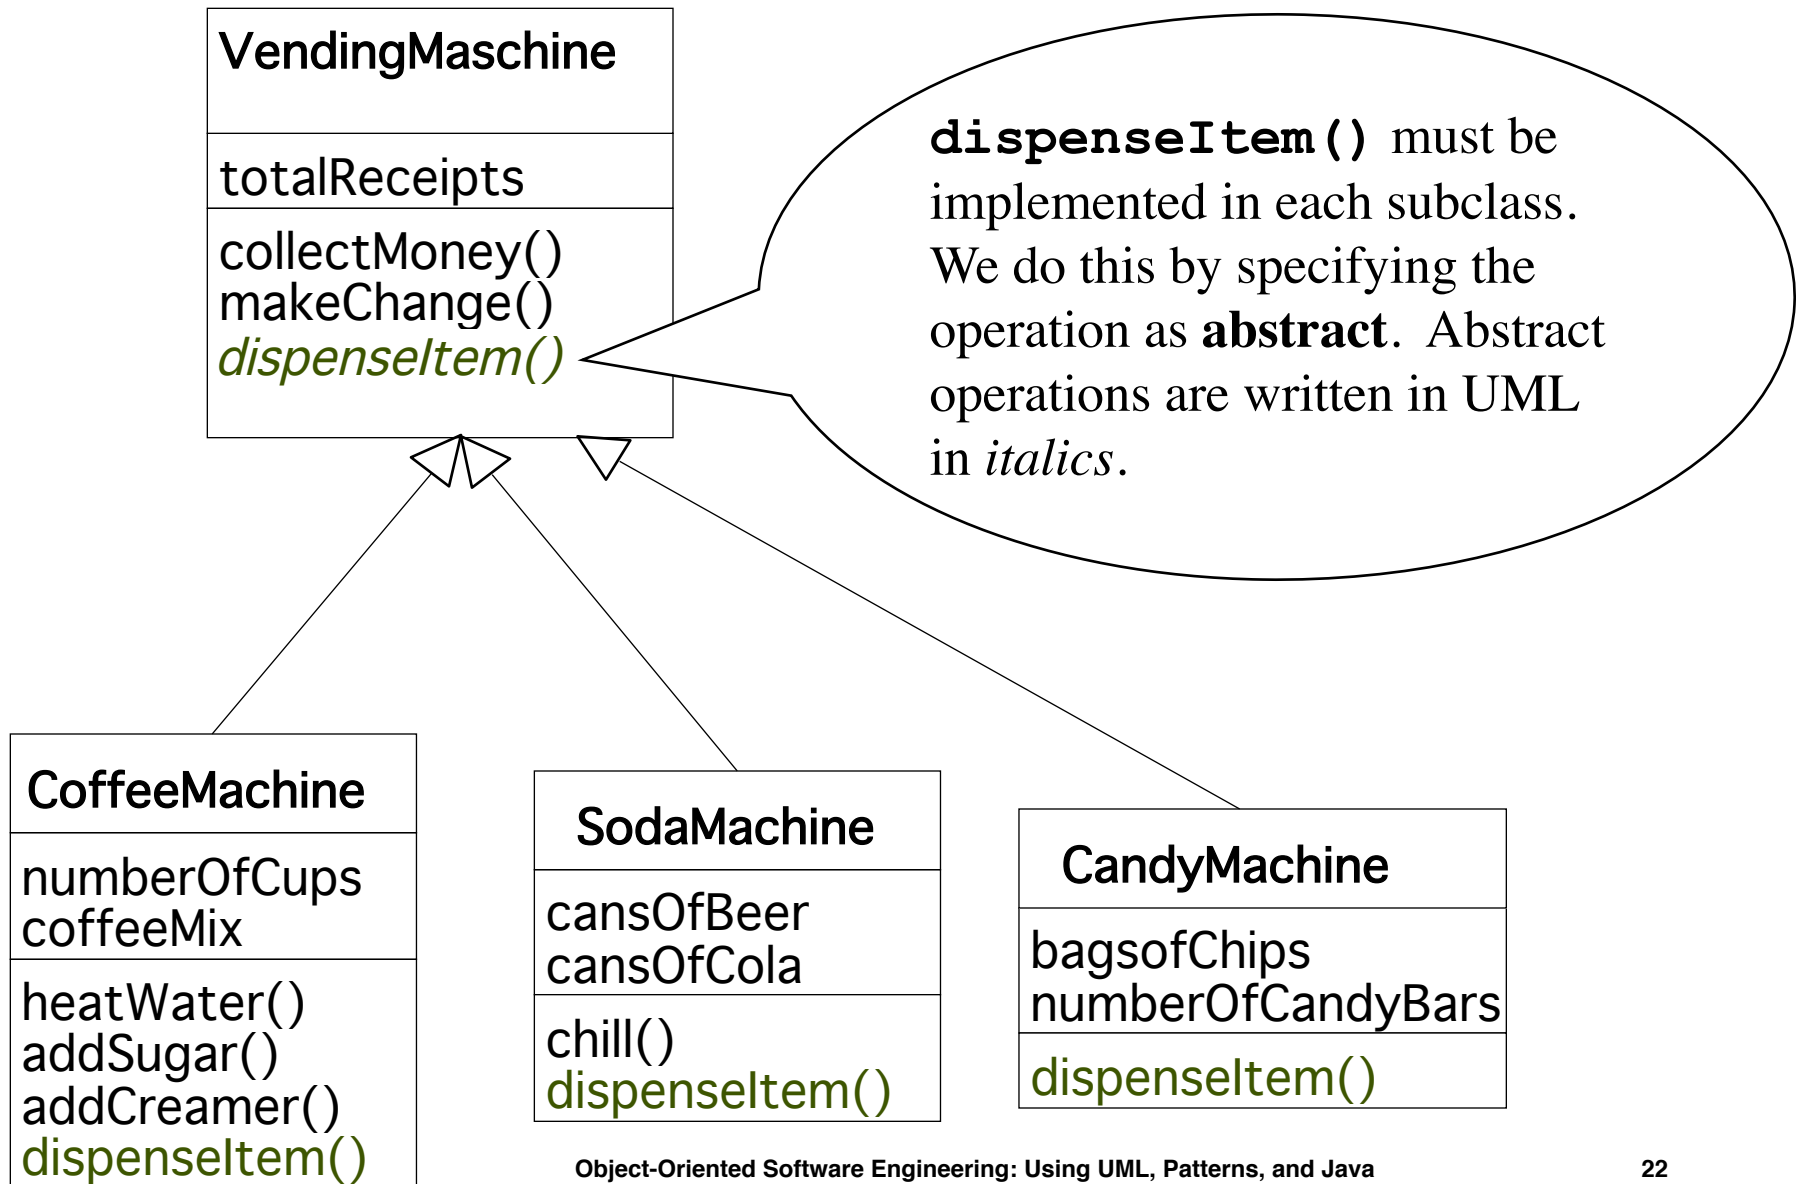 VendingMaschine
totalReceipts
collectMoney()
makeChange()
dispenseItem()
dispenseItem() must be
implemented in each subclass.
We do this by specifying the
operation as abstract. Abstract
operations are written in UML
in italics.
CoffeeMachine
numberOfCups
coffeeMix
heatWater()
addSugar()
addCreamer()
dispenseItem()
SodaMachine
cansOfBeer
cansOfCola
chill()
dispenseItem()
CandyMachine
bagsofChips
numberOfCandyBars
dispenseItem()
Object-Oriented Software Engineering: Using UML, Patterns, and Java 22